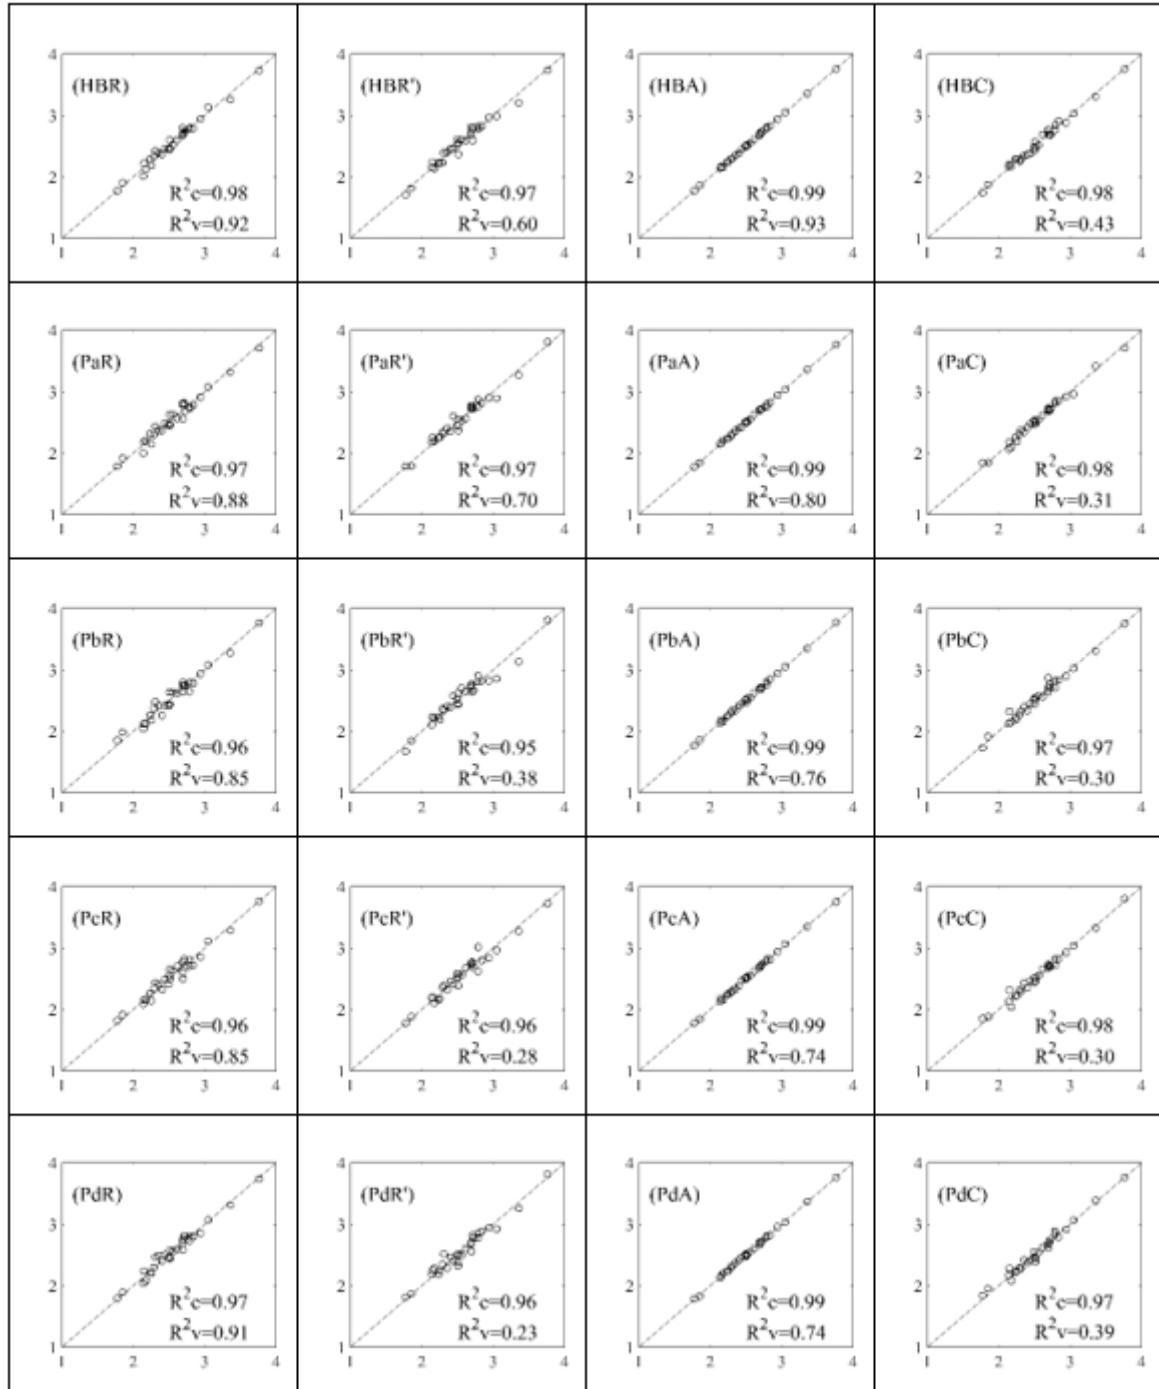 4
(HBR)
3
2
R²c=0.98
R²v=0.92
1
1 2 3 4
4
(HBR')
3
2
R²c=0.97
R²v=0.60
1
1 2 3 4
4
(HBA)
3
2
R²c=0.99
R²v=0.93
1
1 2 3 4
4
(HBC)
3
2
R²c=0.98
R²v=0.43
1
1 2 3 4
4
(PaR)
3
2
R²c=0.97
R²v=0.88
1
1 2 3 4
4
(PaR')
3
2
R²c=0.97
R²v=0.70
1
1 2 3 4
4
(PaA)
3
2
R²c=0.99
R²v=0.80
1
1 2 3 4
4
(PaC)
3
2
R²c=0.98
R²v=0.31
1
1 2 3 4
4
(PbR)
3
2
R²c=0.96
R²v=0.85
1
1 2 3 4
4
(PbR')
3
2
R²c=0.95
R²v=0.38
1
1 2 3 4
4
(PbA)
3
2
R²c=0.99
R²v=0.76
1
1 2 3 4
4
(PbC)
3
2
R²c=0.97
R²v=0.30
1
1 2 3 4
4
(PcR)
3
2
R²c=0.96
R²v=0.85
1
1 2 3 4
4
(PcR')
3
2
R²c=0.96
R²v=0.28
1
1 2 3 4
4
(PcA)
3
2
R²c=0.99
R²v=0.74
1
1 2 3 4
4
(PcC)
3
2
R²c=0.98
R²v=0.30
1
1 2 3 4
4
(PdR)
3
2
R²c=0.97
R²v=0.91
1
1 2 3 4
4
(PdR')
3
2
R²c=0.96
R²v=0.23
1
1 2 3 4
4
(PdA)
3
2
R²c=0.99
R²v=0.74
1
1 2 3 4
4
(PdC)
3
2
R²c=0.97
R²v=0.39
1
1 2 3 4